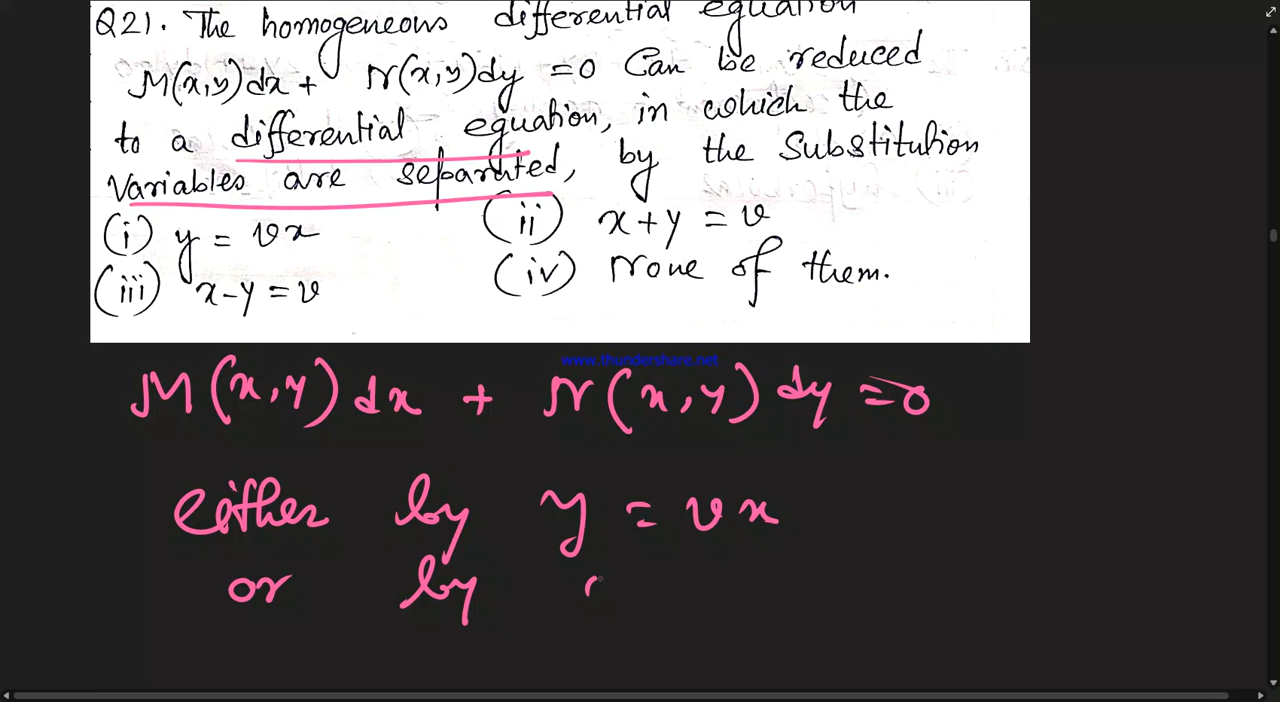 Q21. The homogeneous differential equation
M(x,y)dx + N(x,y)dy = 0 Can be reduced
to a differential equation, in which the
variables are separated, by the Substitution
(i) y = vx (ii) x+y = v
(iii) x-y = v (iv) None of them.
www.thundershare.net
M(x,y)dx + N(x,y)dy = 0
either by y = vx
or by